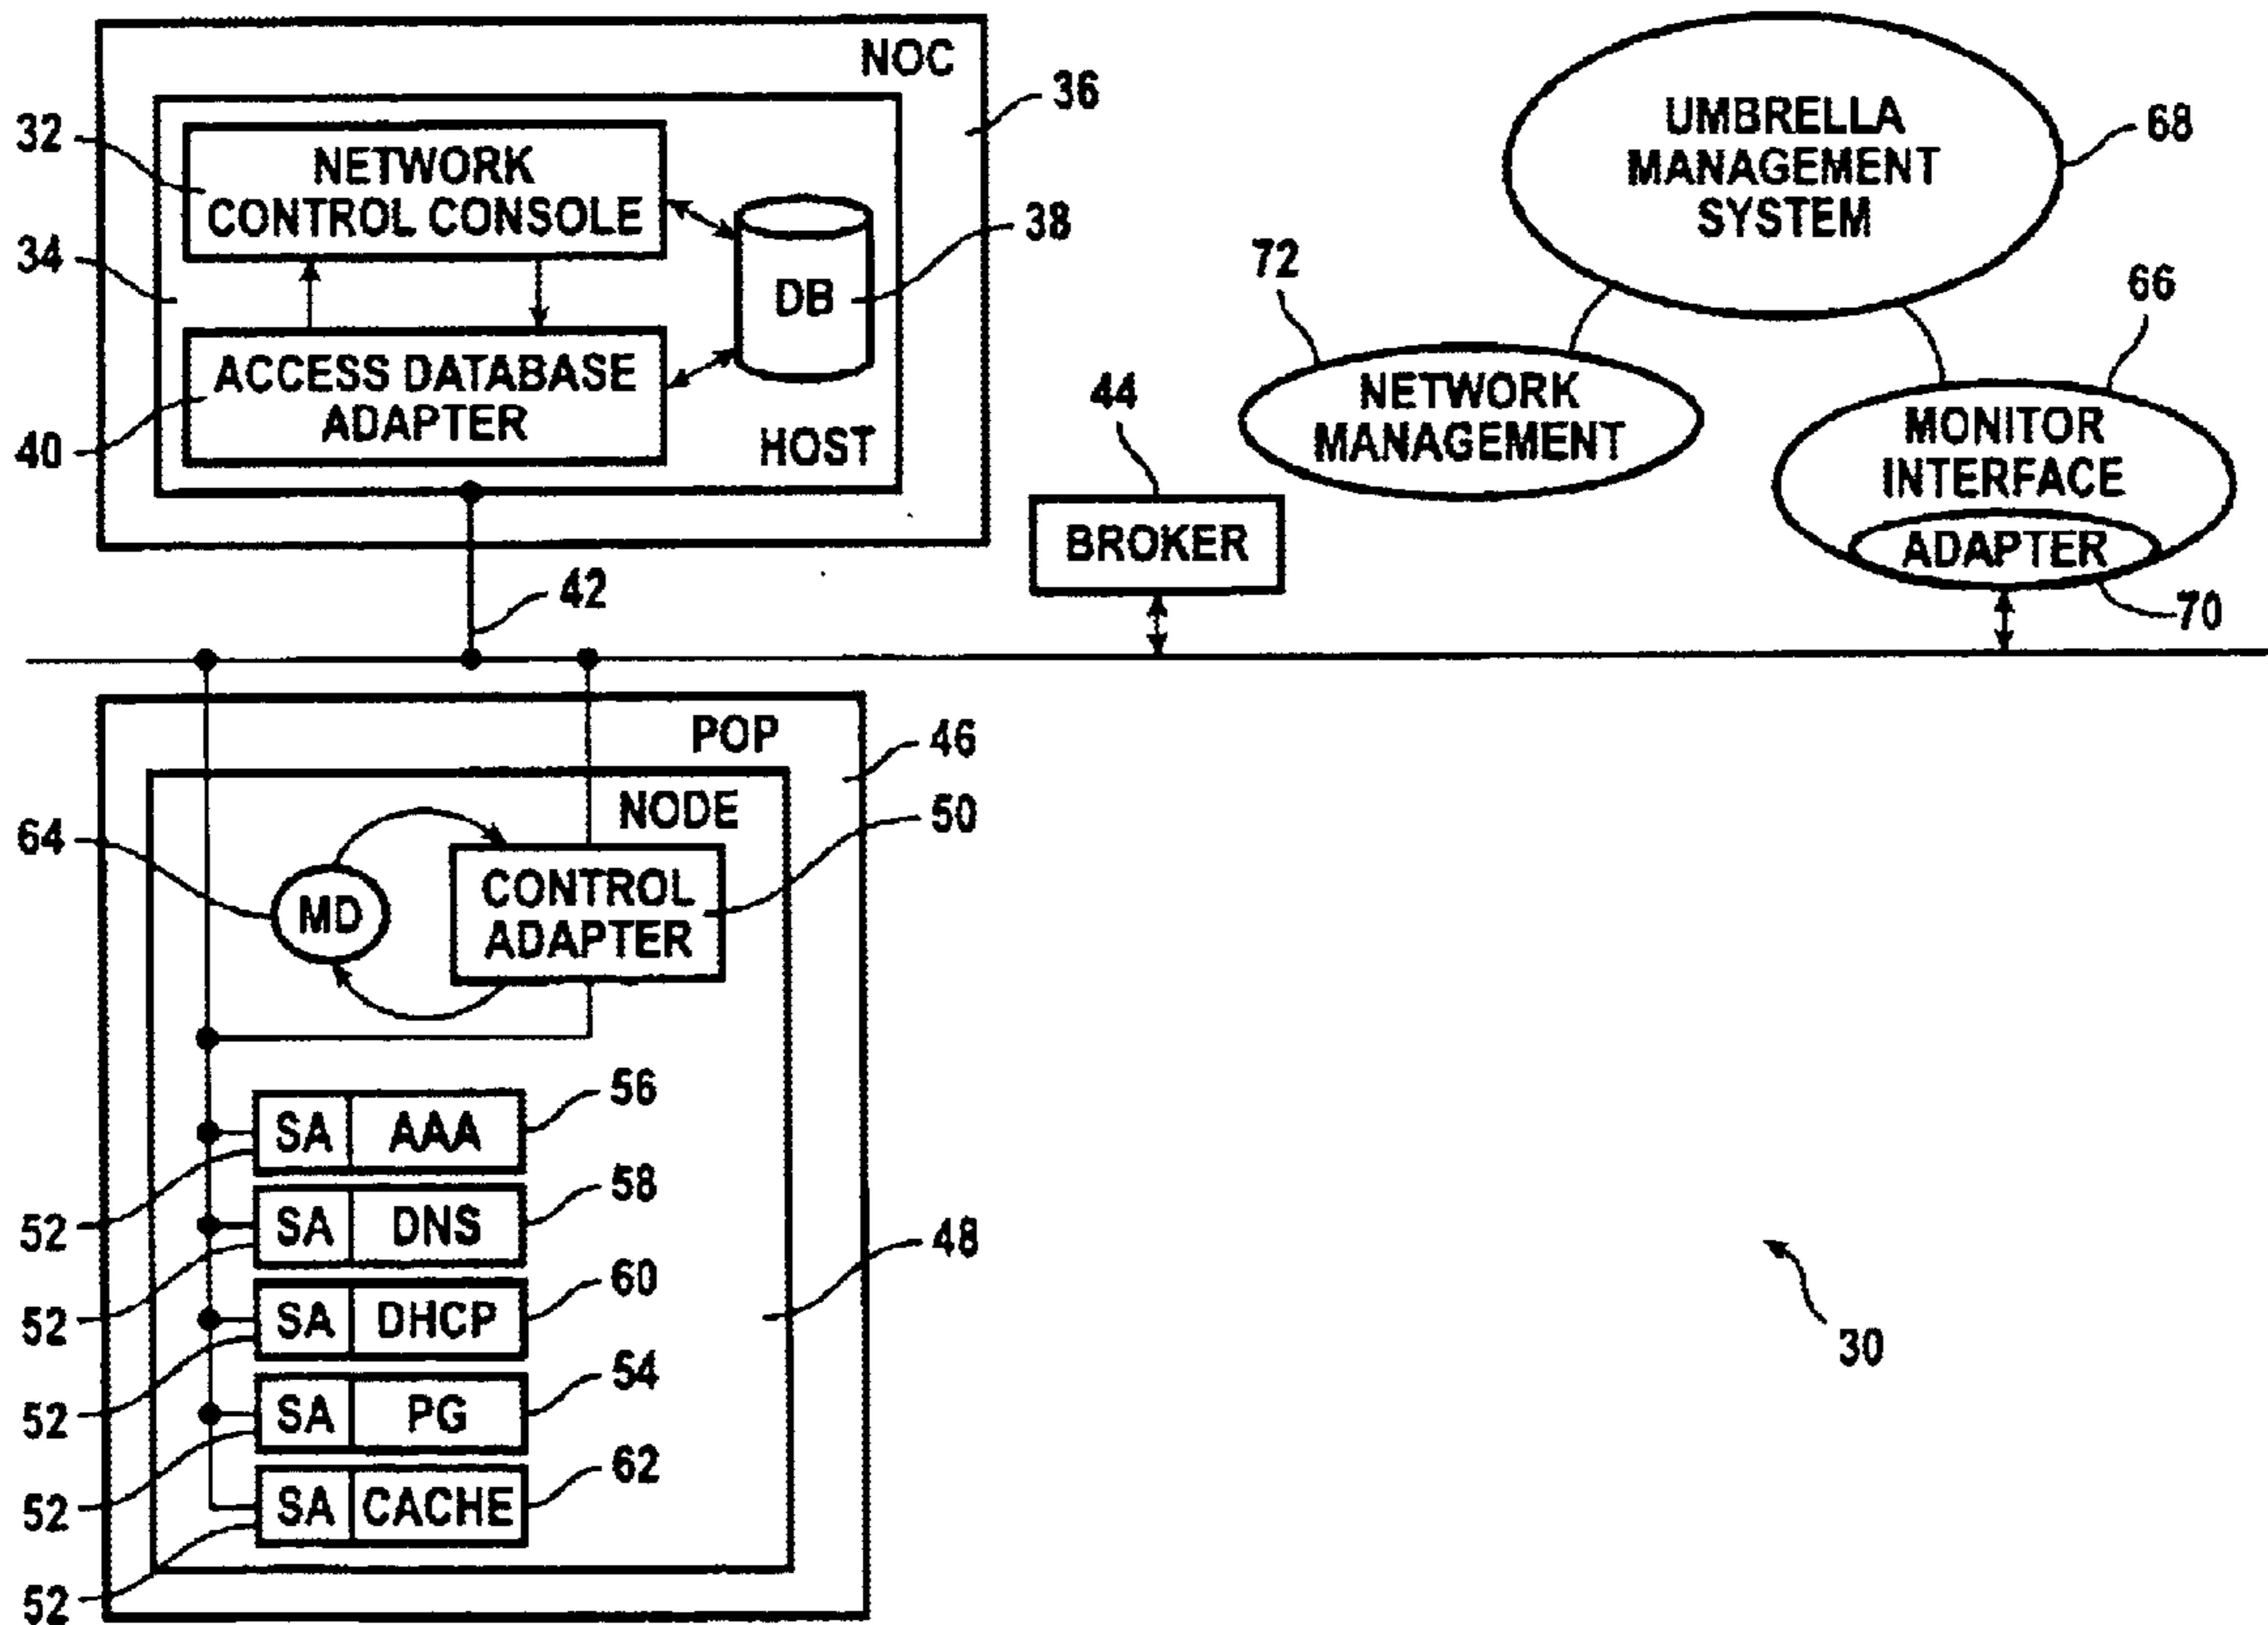 NOC
36
32
NETWORK
CONTROL CONSOLE
38
34
DB
ACCESS DATABASE
ADAPTER
40
HOST
42
UMBRELLA
MANAGEMENT
SYSTEM
68
72
66
NETWORK
MANAGEMENT
44
BROKER
MONITOR
INTERFACE
ADAPTER
70
POP
46
NODE
50
64
MD
CONTROL
ADAPTER
SA AAA
56
52
SA DNS
58
48
52
SA DHCP
60
52
SA PG
54
52
SA CACHE
62
52
30